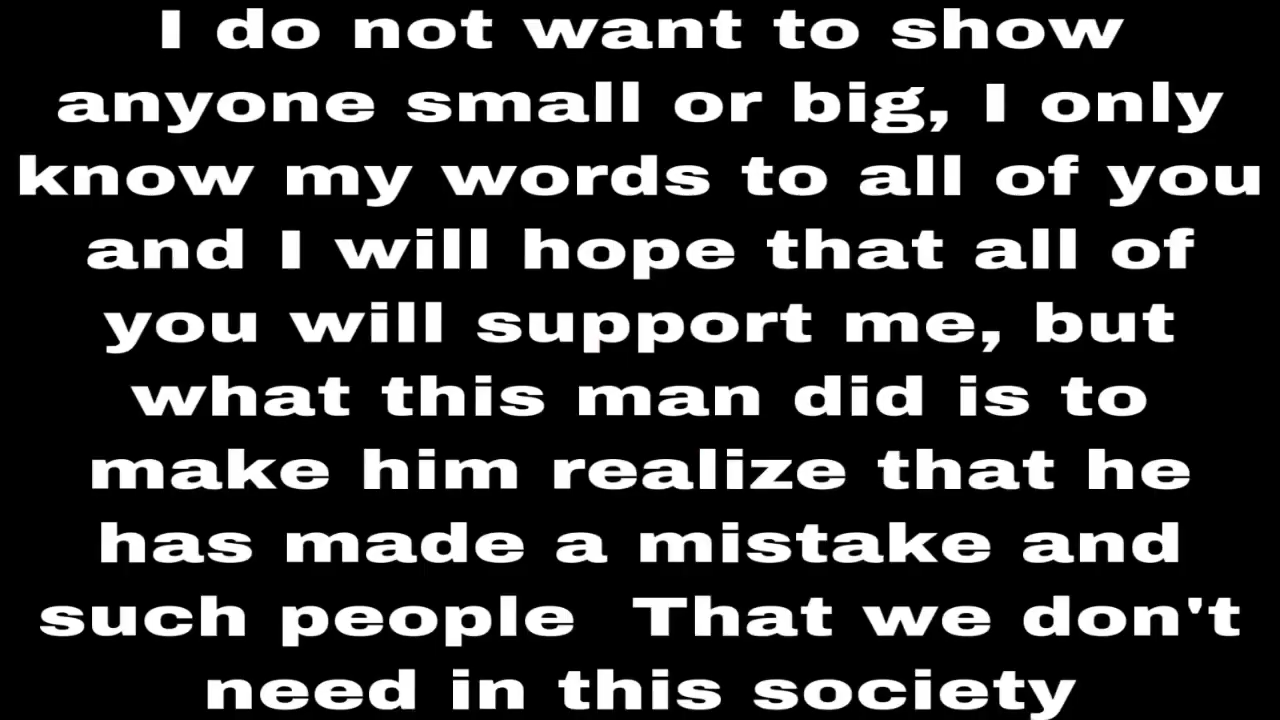 I do not want to show
anyone small or big, I only
know my words to all of you
and I will hope that all of
you will support me, but
what this man did is to
make him realize that he
has made a mistake and
such people  That we don't
need in this society